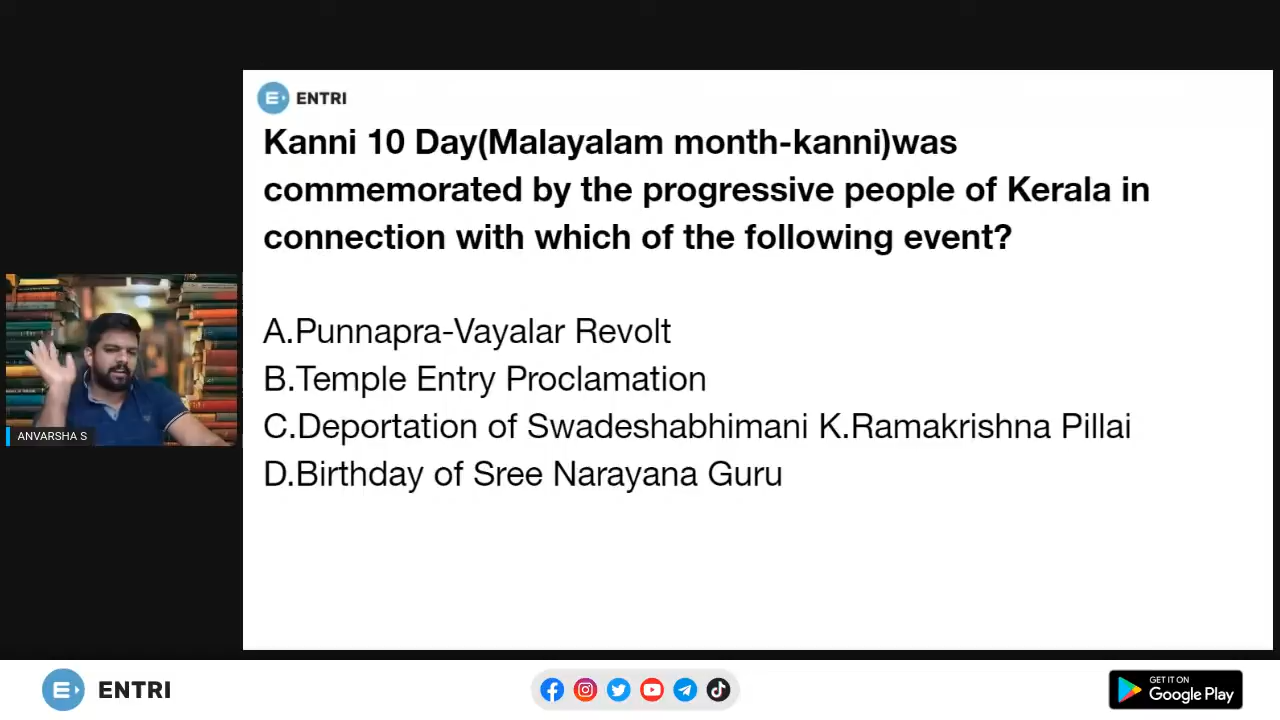 ENTRI
Kanni 10 Day(Malayalam month-kanni)was
commemorated by the progressive people of Kerala in
connection with which of the following event?
A.Punnapra-Vayalar Revolt
B.Temple Entry Proclamation
C.Deportation of Swadeshabhimani K.Ramakrishna Pillai
D.Birthday of Sree Narayana Guru
ANVARSHA S
ENTRI
GET IT ON
Google Play